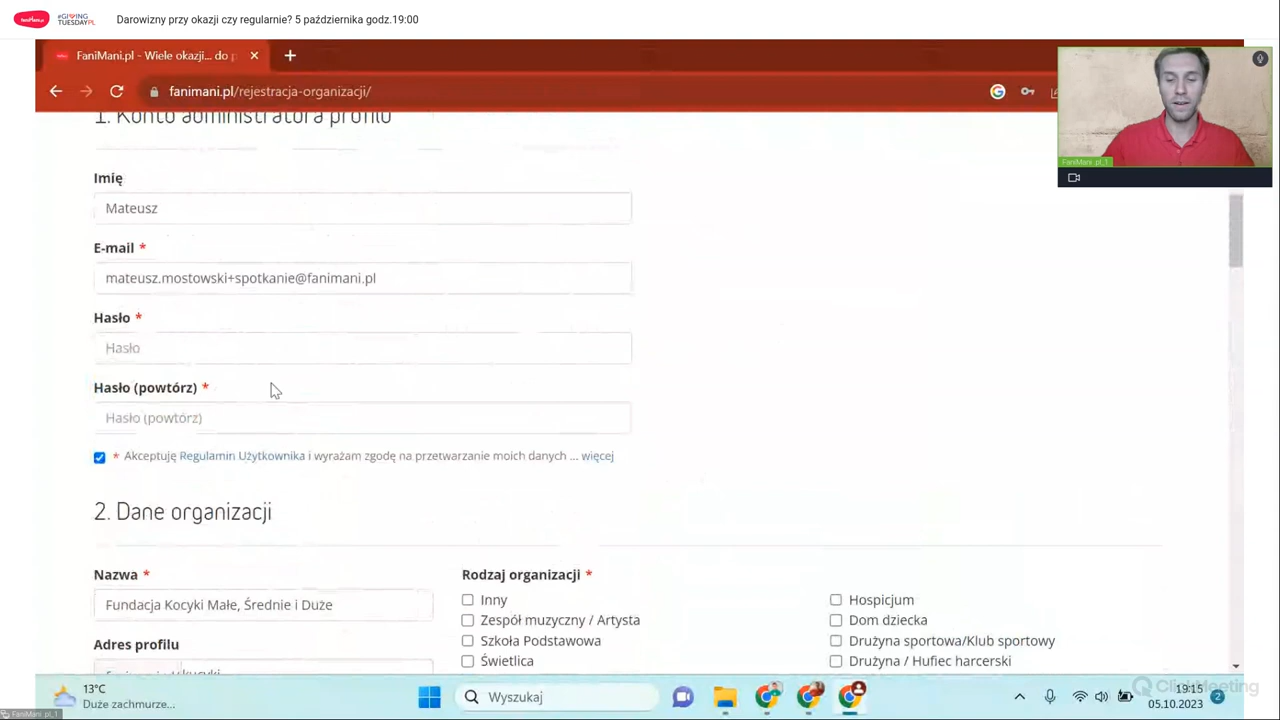 FaniMani.pl
#GIVING
TUESDAYPL
Darowizny przy okazji czy regularnie? 5 października godz.19:00
FaniMani.pl - Wiele okazji... do p
fanimani.pl/rejestracja-organizacji/
FaniMani.pl_1
1. Konto administratora profilu
Imię
Mateusz
E-mail *
mateusz.mostowski+spotkanie@fanimani.pl
Hasło *
Hasło
Hasło (powtórz) *
Hasło (powtórz)
* Akceptuję Regulamin Użytkownika i wyrażam zgodę na przetwarzanie moich danych ... więcej
2. Dane organizacji
Nazwa *
Fundacja Kocyki Małe, Średnie i Duże
Adres profilu
Rodzaj organizacji *
Inny
Zespół muzyczny / Artysta
Szkoła Podstawowa
Świetlica
Hospicjum
Dom dziecka
Drużyna sportowa/Klub sportowy
Drużyna / Hufiec harcerski
13°C
Duże zachmurze...
Wyszukaj
ClickMeeting
19:15
05.10.2023
2
FaniMani.pl_1